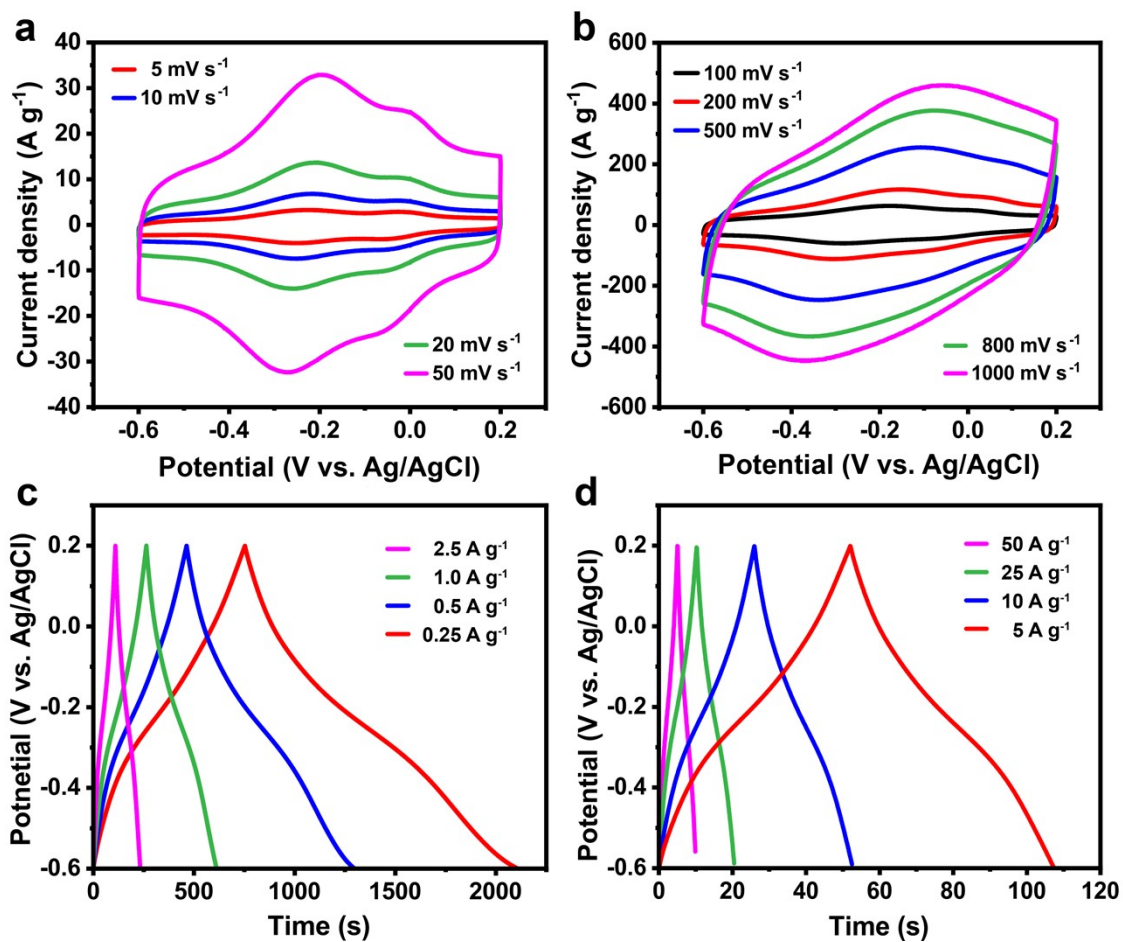 a
40
30
20
10
0
-10
-20
-30
-40
Current density (A g⁻¹)
5 mV s⁻¹
10 mV s⁻¹
20 mV s⁻¹
50 mV s⁻¹
-0.6 -0.4 -0.2 0.0 0.2
Potential (V vs. Ag/AgCl)
b
600
400
200
0
-200
-400
-600
Current density (A g⁻¹)
100 mV s⁻¹
200 mV s⁻¹
500 mV s⁻¹
800 mV s⁻¹
1000 mV s⁻¹
-0.6 -0.4 -0.2 0.0 0.2
Potential (V vs. Ag/AgCl)
c
0.2
0.0
-0.2
-0.4
-0.6
Potnetial (V vs. Ag/AgCl)
2.5 A g⁻¹
1.0 A g⁻¹
0.5 A g⁻¹
0.25 A g⁻¹
0 500 1000 1500 2000
Time (s)
d
0.2
0.0
-0.2
-0.4
-0.6
Potential (V vs. Ag/AgCl)
50 A g⁻¹
25 A g⁻¹
10 A g⁻¹
5 A g⁻¹
0 20 40 60 80 100 120
Time (s)